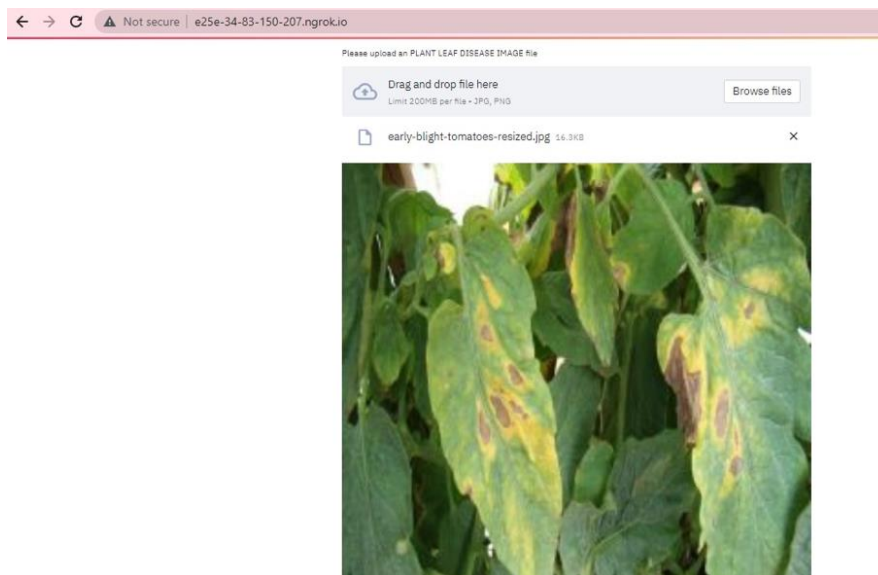 Not secure e25e-34-83-150-207.ngrok.io
Please upload an PLANT LEAF DISEASE IMAGE file
Drag and drop file here
Limit 200MB per file • JPG, PNG
Browse files
early-blight-tomatoes-resized.jpg 16.3KB